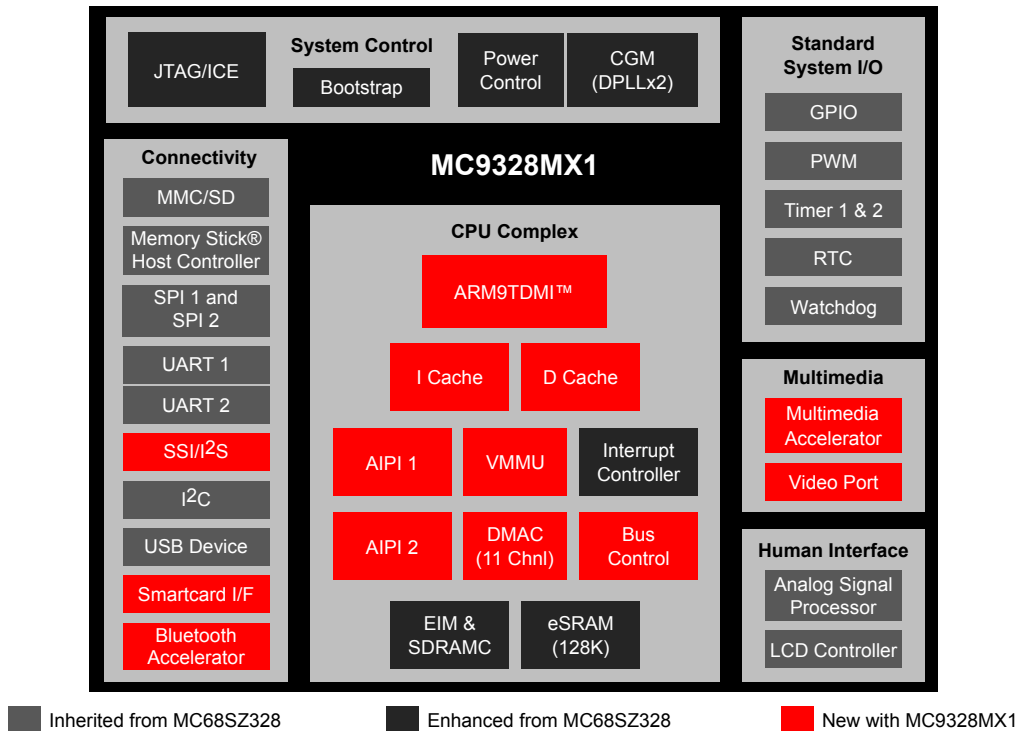 System Control
JTAG/ICE
Bootstrap
Power
Control
CGM
(DPLLx2)
Standard
System I/O
GPIO
PWM
Timer 1 & 2
RTC
Watchdog
Connectivity
MMC/SD
Memory Stick®
Host Controller
SPI 1 and
SPI 2
UART 1
UART 2
SSI/I2S
I2C
USB Device
Smartcard I/F
Bluetooth
Accelerator
MC9328MX1
CPU Complex
ARM9TDMI™
I Cache
D Cache
AIPI 1
VMMU
Interrupt
Controller
AIPI 2
DMAC
(11 Chnl)
Bus
Control
EIM &
SDRAMC
eSRAM
(128K)
Multimedia
Multimedia
Accelerator
Video Port
Human Interface
Analog Signal
Processor
LCD Controller
Inherited from MC68SZ328
Enhanced from MC68SZ328
New with MC9328MX1